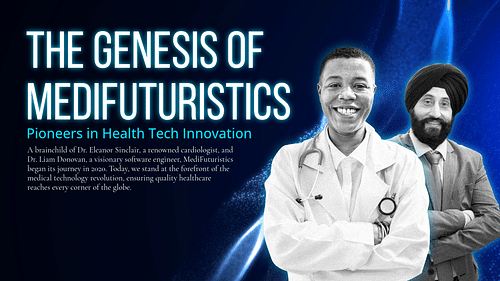 THE GENESIS OF
MEDIFUTURISTICS
Pioneers in Health Tech Innovation
A brainchild of Dr. Eleanor Sinclair, a renowned cardiologist, and
Dr. Liam Donovan, a visionary software engineer, MediFuturistics
began its journey in 2020. Today, we stand at the forefront of the
medical technology revolution, ensuring quality healthcare
reaches every corner of the globe.